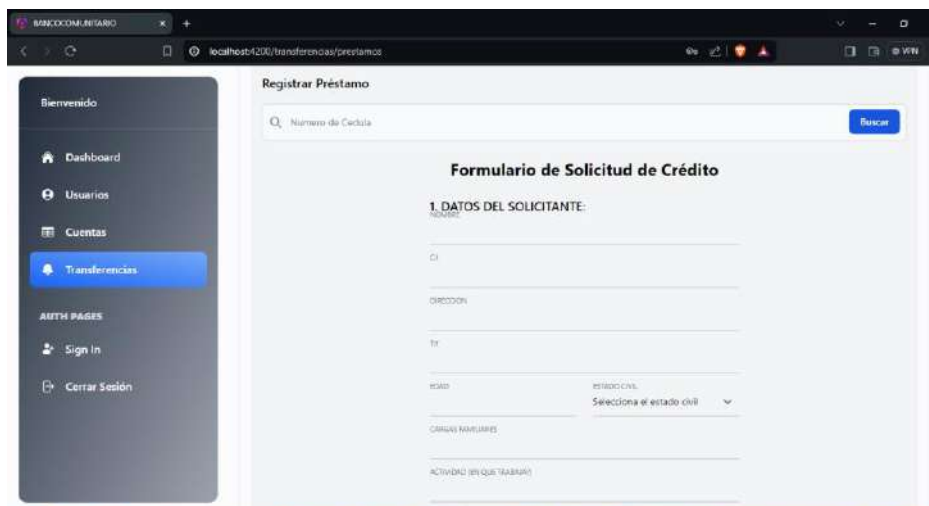 BANCOCOMUNITARIO
localhost:4200/transferencias/prestamos
VPN
Bienvenido
Dashboard
Usuarios
Cuentas
Transferencias
AUTH PAGES
Sign In
Cerrar Sesión
Registrar Préstamo
Numero de Cedula
Buscar
Formulario de Solicitud de Crédito
1. DATOS DEL SOLICITANTE:
NOMBRE
CI
DIRECCION
EDAD
ESTADO CIVIL
Selecciona el estado civil
CARGAS FAMILIARES
ACTIVIDAD (EN QUE TRABAJA?)